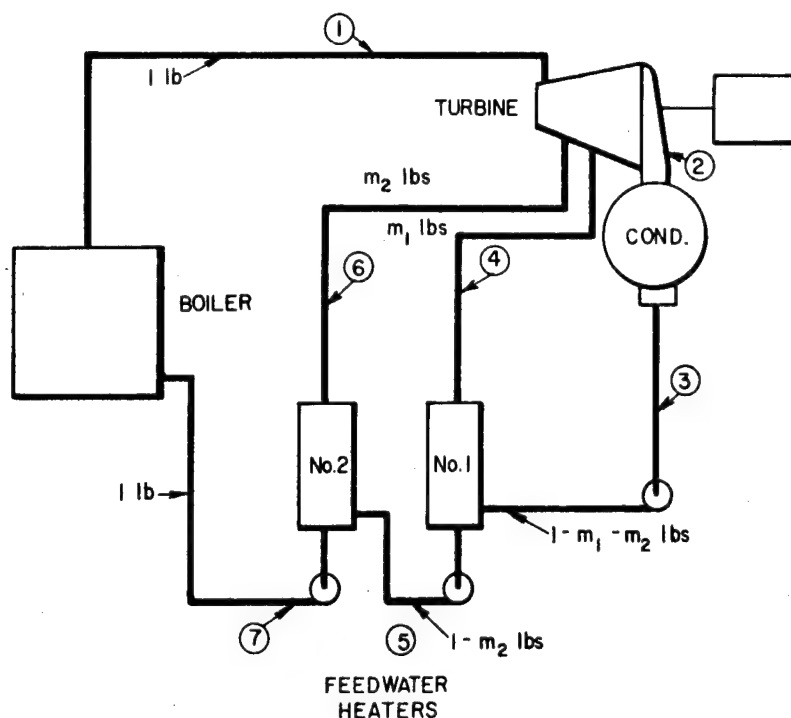 1
1 lb
TURBINE
2
m₂ lbs
m₁ lbs
COND.
6
4
BOILER
3
No.2
No.1
1 lb
1-m₁-m₂ lbs
7
5
1-m₂ lbs
FEEDWATER
HEATERS